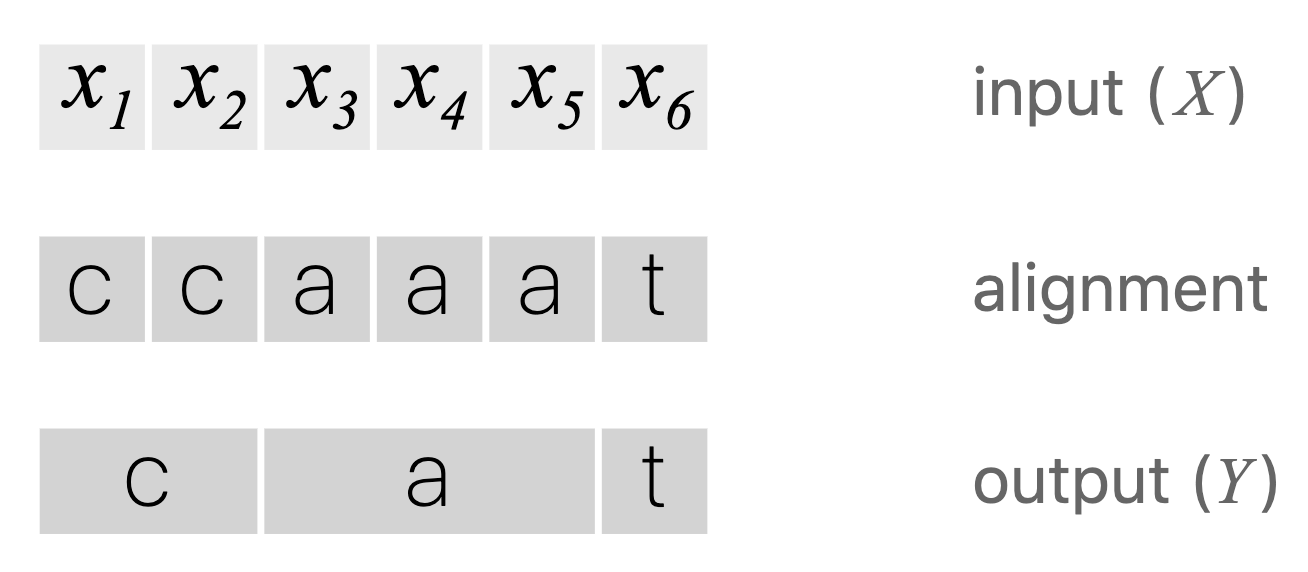 x1 x2 x3 x4 x5 x6 input (X)
c c a a a t alignment
c a t output (Y)